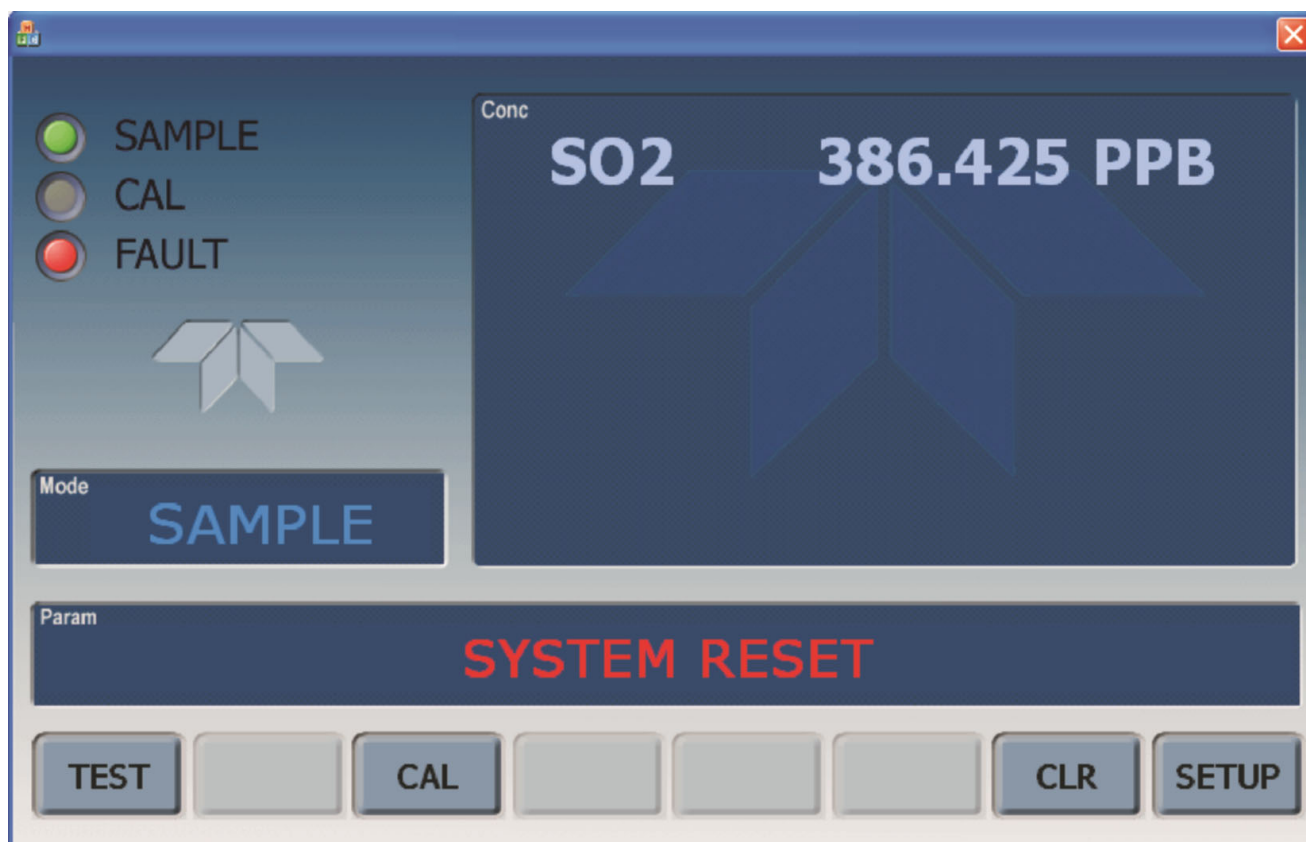 SAMPLE
CAL
FAULT
Conc
SO2 386.425 PPB
Mode
SAMPLE
Param
SYSTEM RESET
TEST CAL CLR SETUP